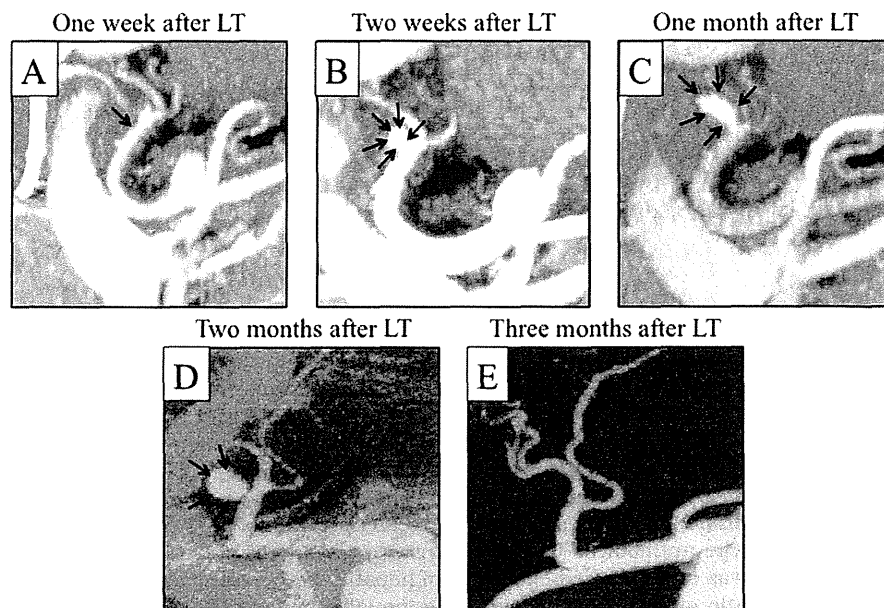 One week after LT
Two weeks after LT
One month after LT
A
B
C
Two months after LT
Three months after LT
D
E